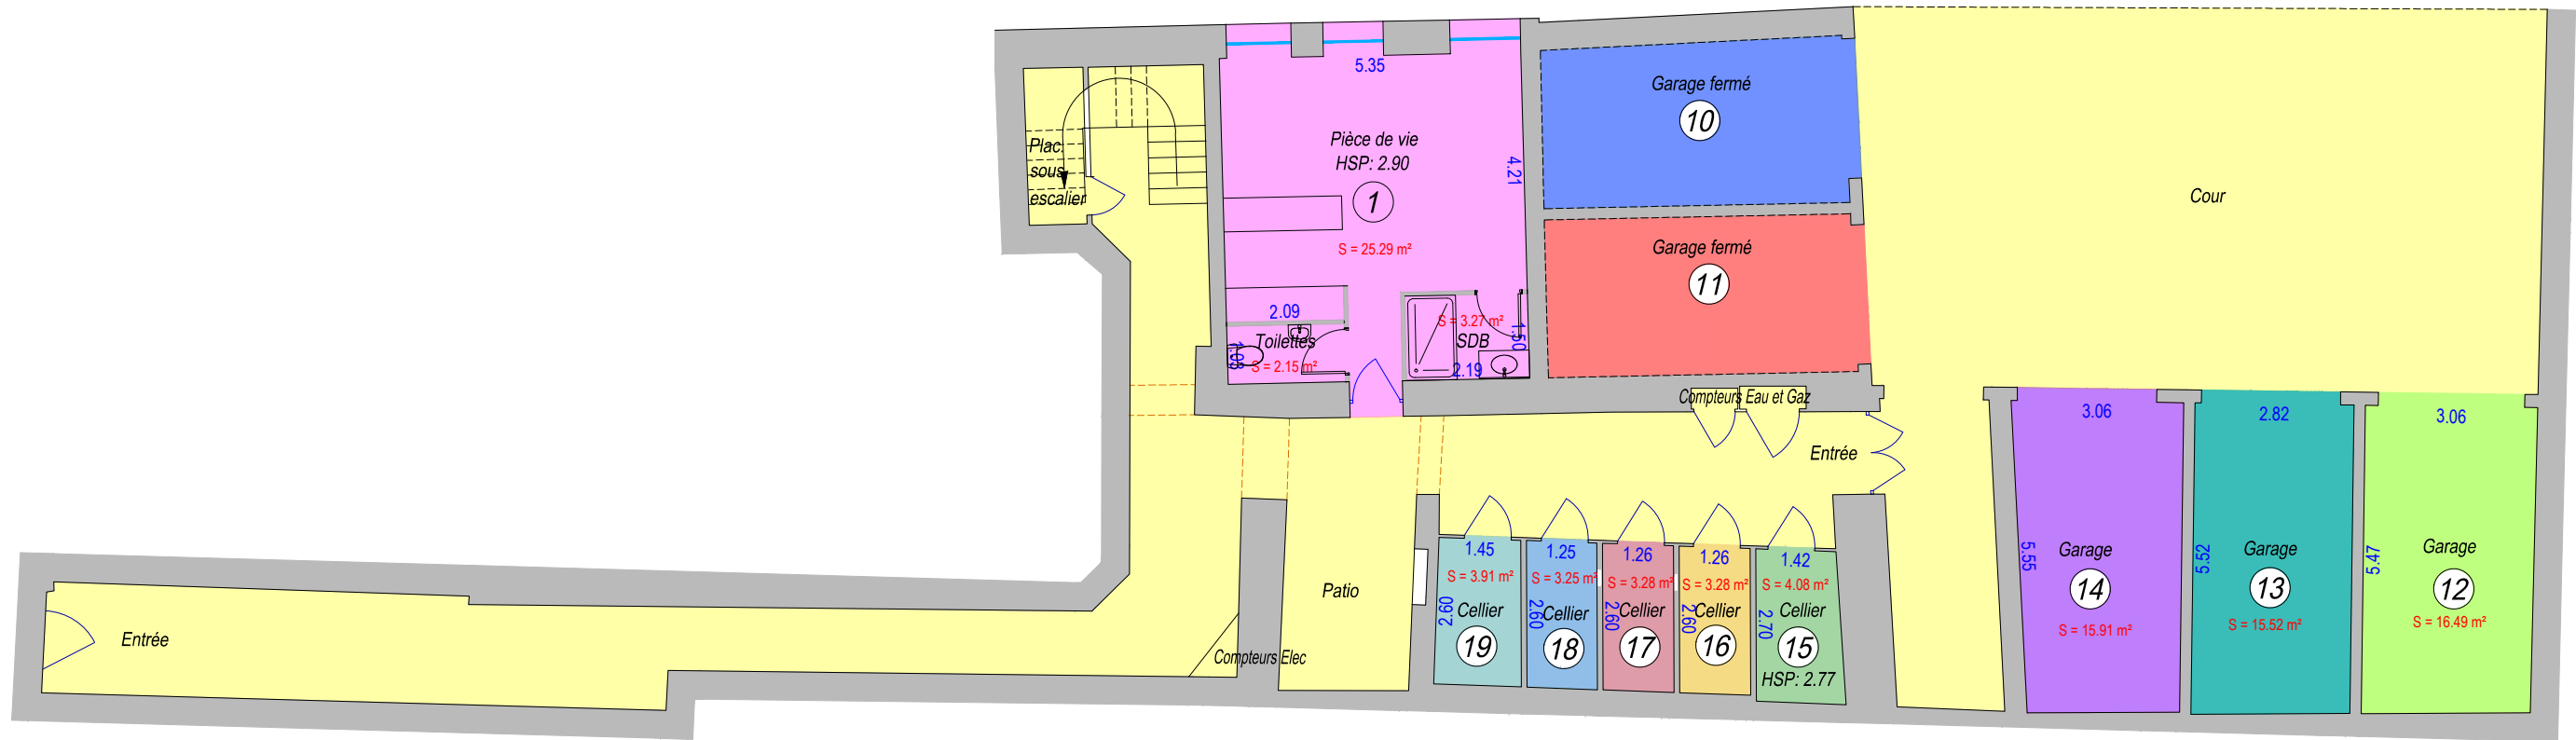 Plac.
sous
escalier
5.35
Pièce de vie
HSP: 2.90
1
4.21
S = 25.29 m²
2.09
Toilettes
1.03
S = 2.15 m²
S = 3.27 m²
SDB
1.50
2.19
Garage fermé
10
Garage fermé
11
Cour
Compteurs Eau et Gaz
Entrée
3.06
5.55
Garage
14
S = 15.91 m²
2.82
5.52
Garage
13
S = 15.52 m²
3.06
5.47
Garage
12
S = 16.49 m²
1.45
S = 3.91 m²
2.60
Cellier
19
1.25
S = 3.25 m²
2.60
Cellier
18
1.26
S = 3.28 m²
2.60
Cellier
17
1.26
S = 3.28 m²
2.60
Cellier
16
1.42
S = 4.08 m²
2.70
Cellier
15
HSP: 2.77
Patio
Compteurs Elec
Entrée